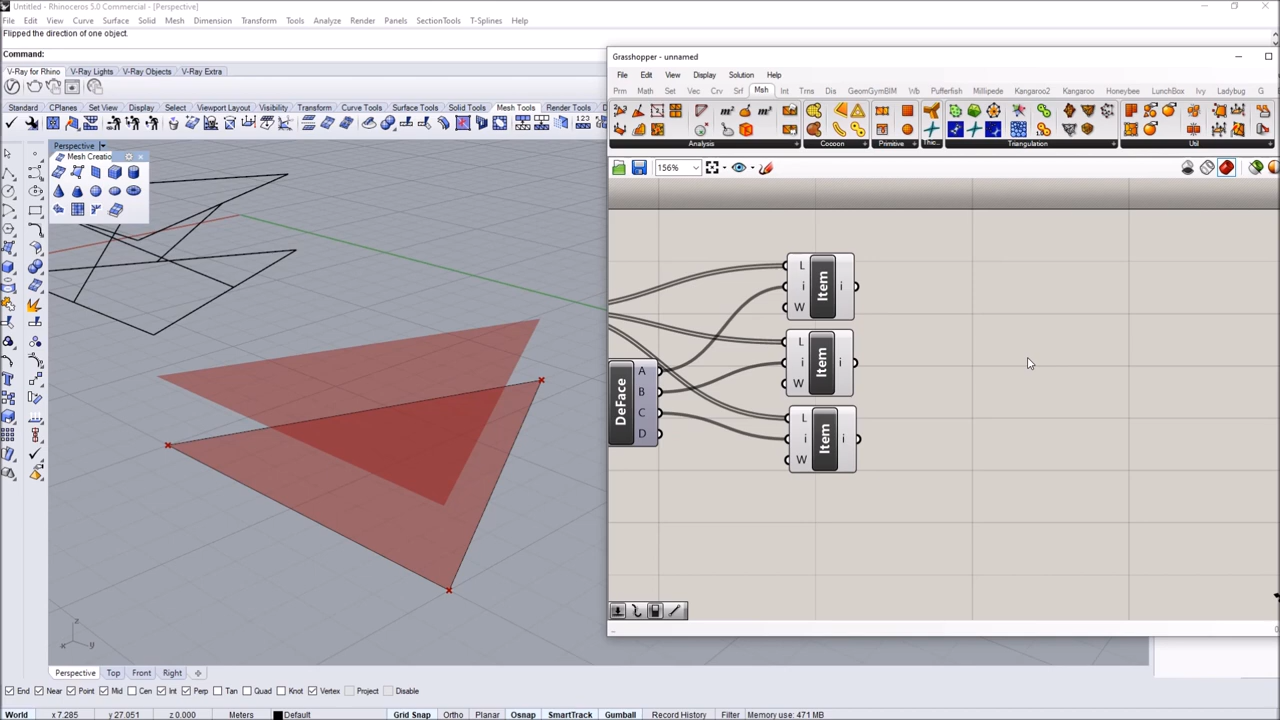 Untitled - Rhinoceros 5.0 Commercial - [Perspective]
File Edit View Curve Surface Solid Mesh Dimension Transform Tools Analyze Render Panels SectionTools T-Splines Help
Flipped the direction of one object.
Command:
V-Ray for Rhino V-Ray Lights V-Ray Objects V-Ray Extra
Standard CPlanes Set View Display Select Viewport Layout Visibility Transform Curve Tools Surface Tools Solid Tools Mesh Tools Render Tools D
Perspective
Mesh Creatio
Grasshopper - unnamed
File Edit View Display Solution Help
Prm Math Set Vec Crv Srf Msh Int Trns Dis GeomGymBIM Wb Pufferfish Millipede Kangaroo2 Kangaroo Honeybee LunchBox Ivy Ladybug G
Analysis Cocoon Primitive Thic... Triangulation Util
156%
L i W Item i
L i W Item i
L i W Item i
DeFace A B C D
z x y
Perspective Top Front Right
End Near Point Mid Cen Int Perp Tan Quad Knot Vertex Project Disable
World x 7.285 y 27.051 z 0.000 Meters Default Grid Snap Ortho Planar Osnap SmartTrack Gumball Record History Filter Memory use: 471 MB